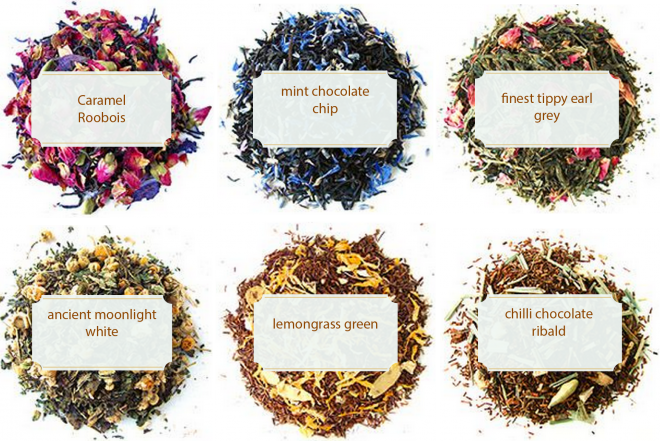 Caramel
Roobois
mint chocolate
chip
finest tippy earl
grey
ancient moonlight
white
lemongrass green
chilli chocolate
ribald